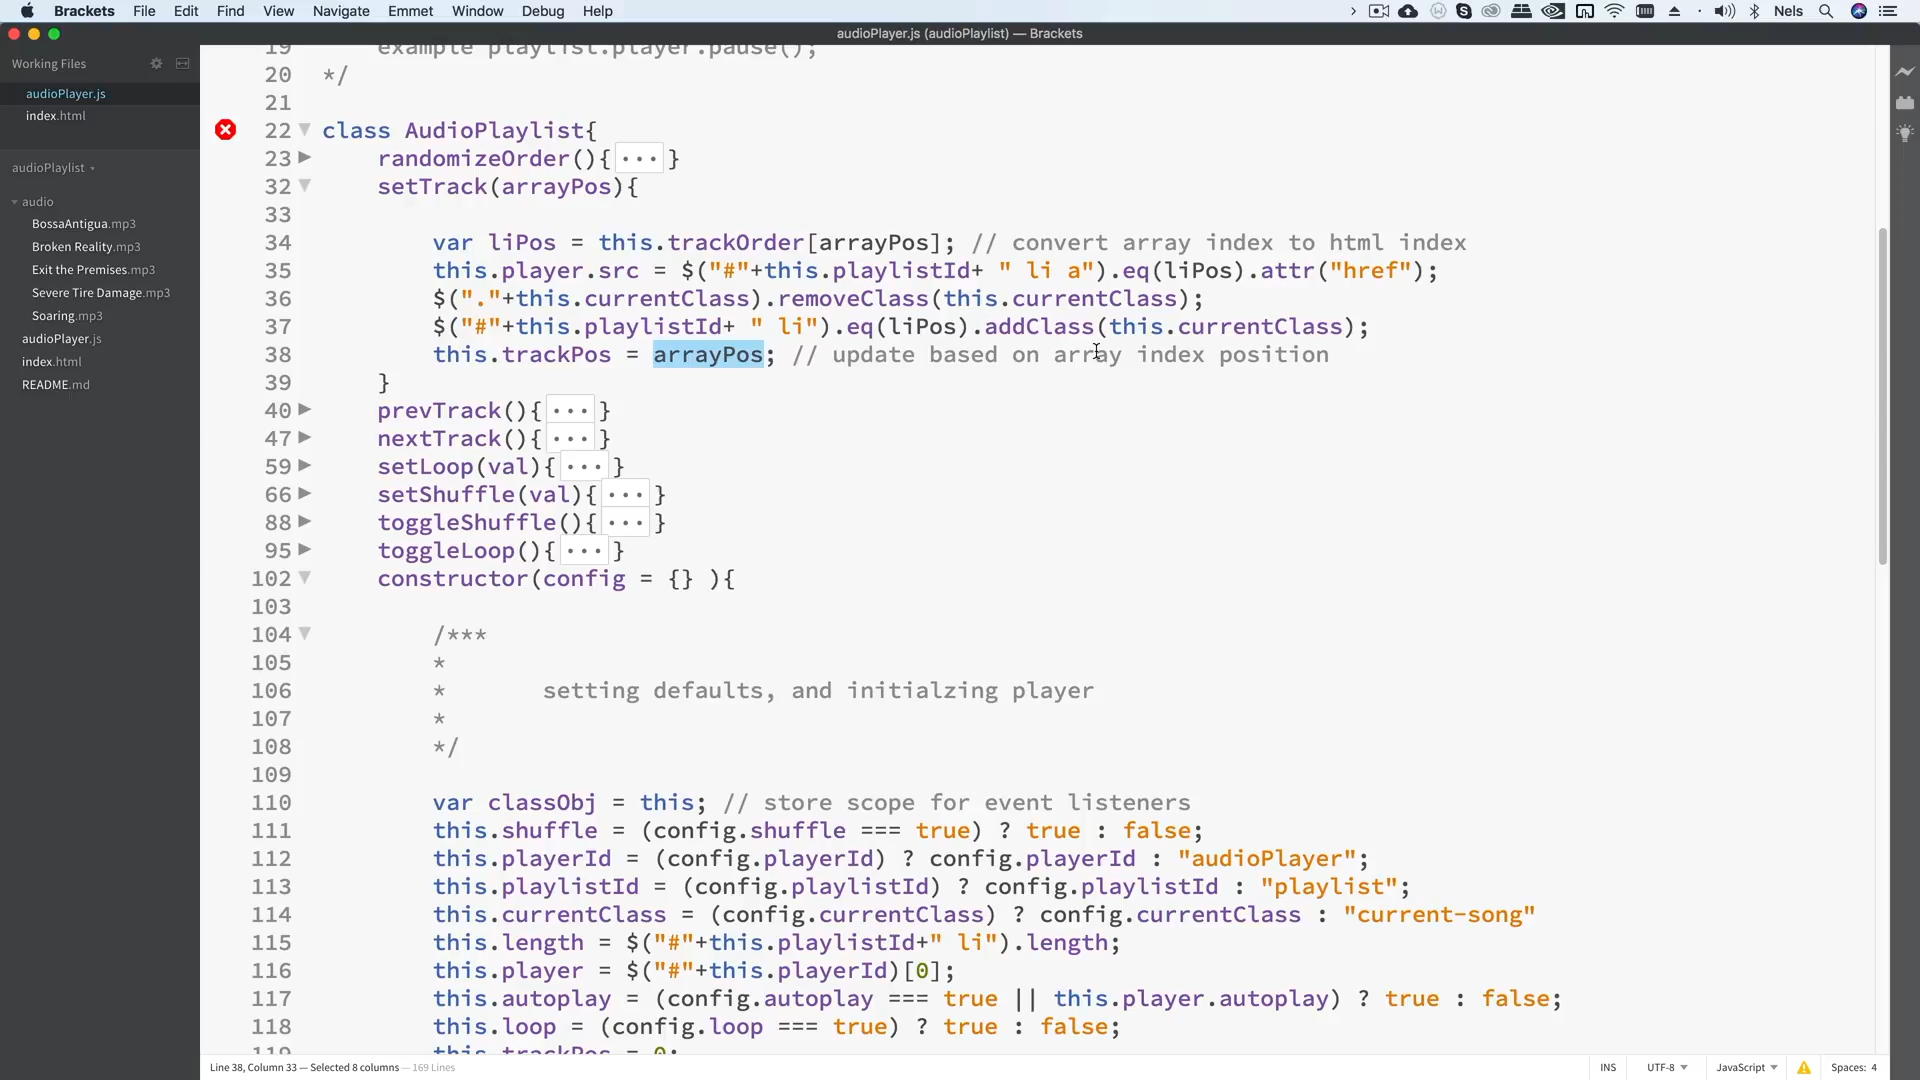 Brackets File Edit Find View Navigate Emmet Window Debug Help Nels
audioPlayer.js (audioPlaylist) — Brackets
Working Files
audioPlayer.js
index.html
audioPlaylist
audio
BossaAntigua.mp3
Broken Reality.mp3
Exit the Premises.mp3
Severe Tire Damage.mp3
Soaring.mp3
audioPlayer.js
index.html
README.md
19 example playlist.player.pause();
20 */
21
22 class AudioPlaylist{
23 randomizeOrder(){ ... }
32 setTrack(arrayPos){
33
34 var liPos = this.trackOrder[arrayPos]; // convert array index to html index
35 this.player.src = $("#"+this.playlistId+ " li a").eq(liPos).attr("href");
36 $("."+this.currentClass).removeClass(this.currentClass);
37 $("#"+this.playlistId+ " li").eq(liPos).addClass(this.currentClass);
38 this.trackPos = arrayPos; // update based on array index position
39 }
40 prevTrack(){ ... }
47 nextTrack(){ ... }
59 setLoop(val){ ... }
66 setShuffle(val){ ... }
88 toggleShuffle(){ ... }
95 toggleLoop(){ ... }
102 constructor(config = {} ){
103
104 /***
105 *
106 * setting defaults, and initialzing player
107 *
108 */
109
110 var classObj = this; // store scope for event listeners
111 this.shuffle = (config.shuffle === true) ? true : false;
112 this.playerId = (config.playerId) ? config.playerId : "audioPlayer";
113 this.playlistId = (config.playlistId) ? config.playlistId : "playlist";
114 this.currentClass = (config.currentClass) ? config.currentClass : "current-song"
115 this.length = $("#"+this.playlistId+" li").length;
116 this.player = $("#"+this.playerId)[0];
117 this.autoplay = (config.autoplay === true || this.player.autoplay) ? true : false;
118 this.loop = (config.loop === true) ? true : false;
119 this.trackPos = 0;
Line 38, Column 33 — Selected 8 columns — 169 Lines INS UTF-8 JavaScript Spaces: 4